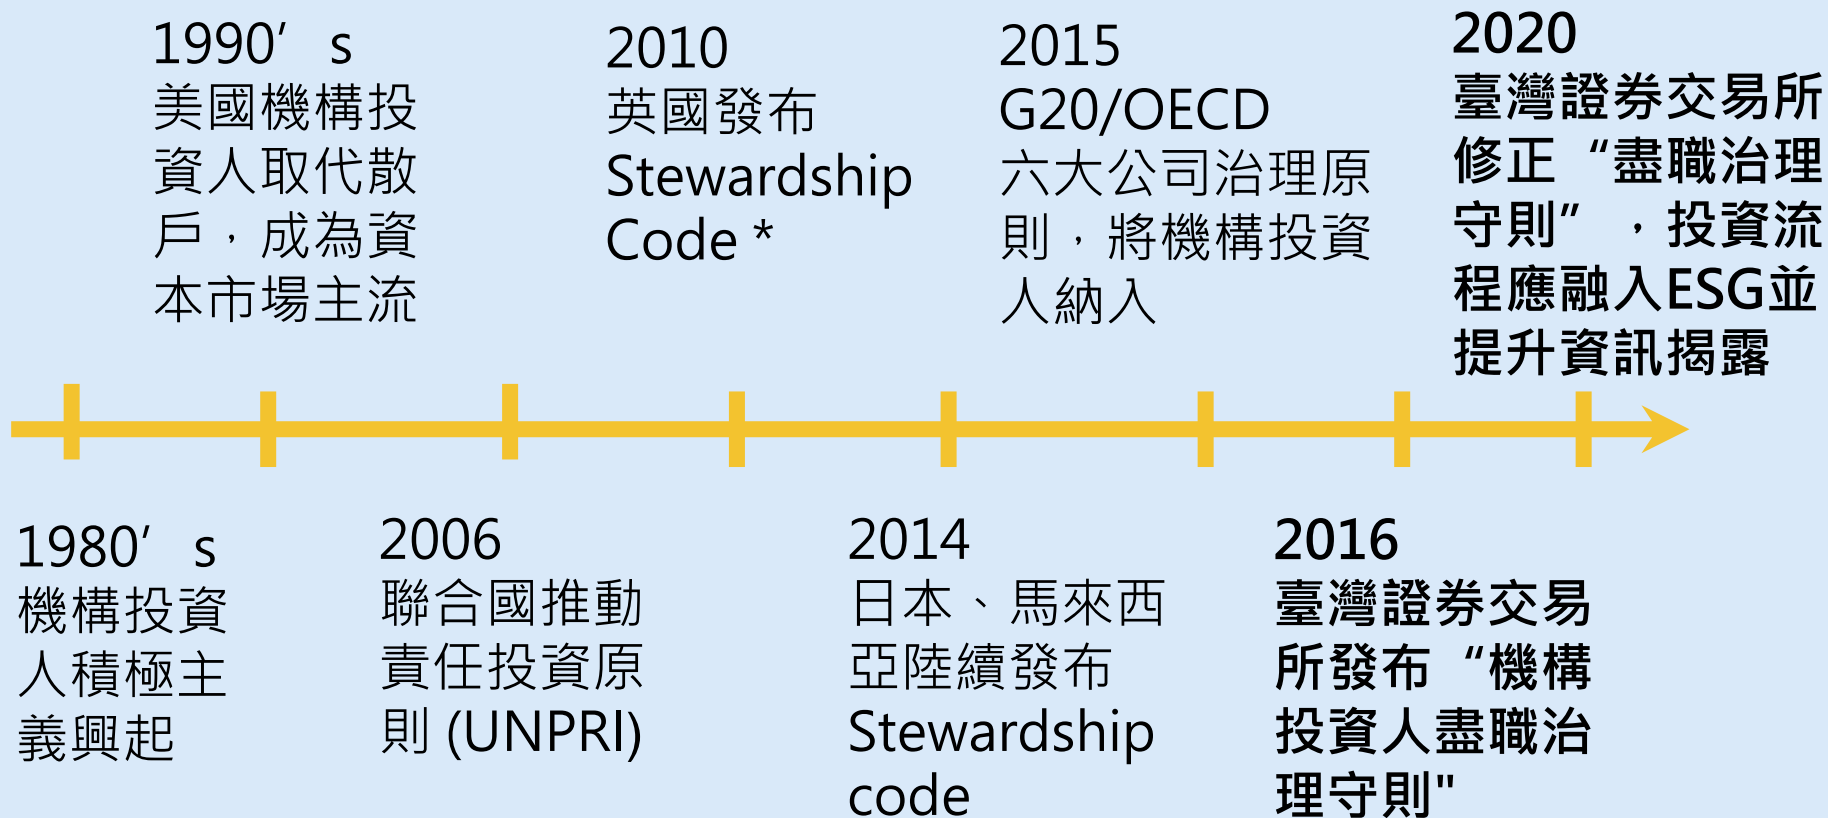 1990’s
美國機構投
資人取代散
戶，成為資
本市場主流
2010
英國發布
Stewardship
Code *
2015
G20/OECD
六大公司治理原
則，將機構投資
人納入
2020
臺灣證券交易所
修正“盡職治理
守則”，投資流
程應融入ESG並
提升資訊揭露
1980’s
機構投資
人積極主
義興起
2006
聯合國推動
責任投資原
則 (UNPRI)
2014
日本、馬來西
亞陸續發布
Stewardship
code
2016
臺灣證券交易
所發布“機構
投資人盡職治
理守則"